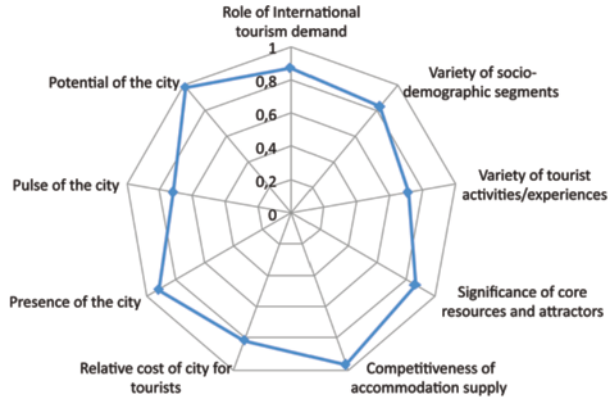 Role of International
tourism demand
1
0,8
0,6
0,4
0,2
0
Variety of socio-
demographic segments
Variety of tourist
activities/experiences
Significance of core
resources and attractors
Competitiveness of
accommodation supply
Relative cost of city for
tourists
Presence of the city
Pulse of the city
Potential of the city